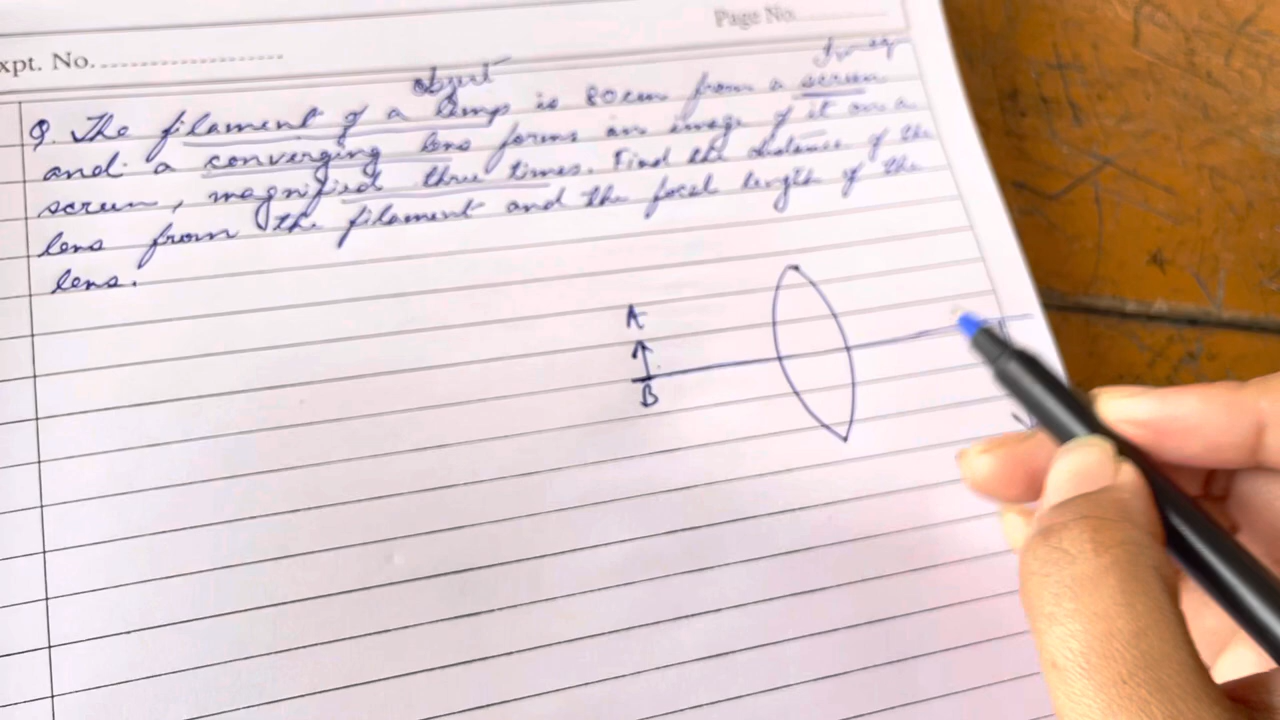 Page No.
xpt. No.
object
Image
Q. The filament of a lamp is 80cm from a screen
and a converging lens forms an image of it on a
screen, magnified three times. Find the distance of the
lens from the filament and the focal length of the
lens.
A
B